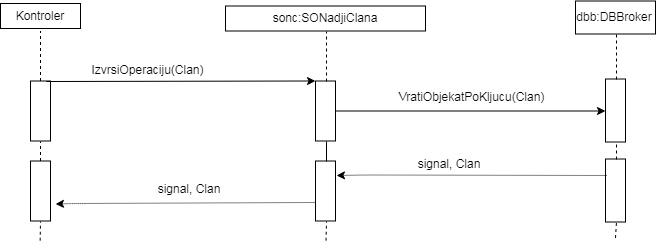 Kontroler
sonc:SONadjiClana
dbb:DBBroker
IzvrsiOperaciju(Clan)
VratiObjekatPoKljucu(Clan)
signal, Clan
signal, Clan